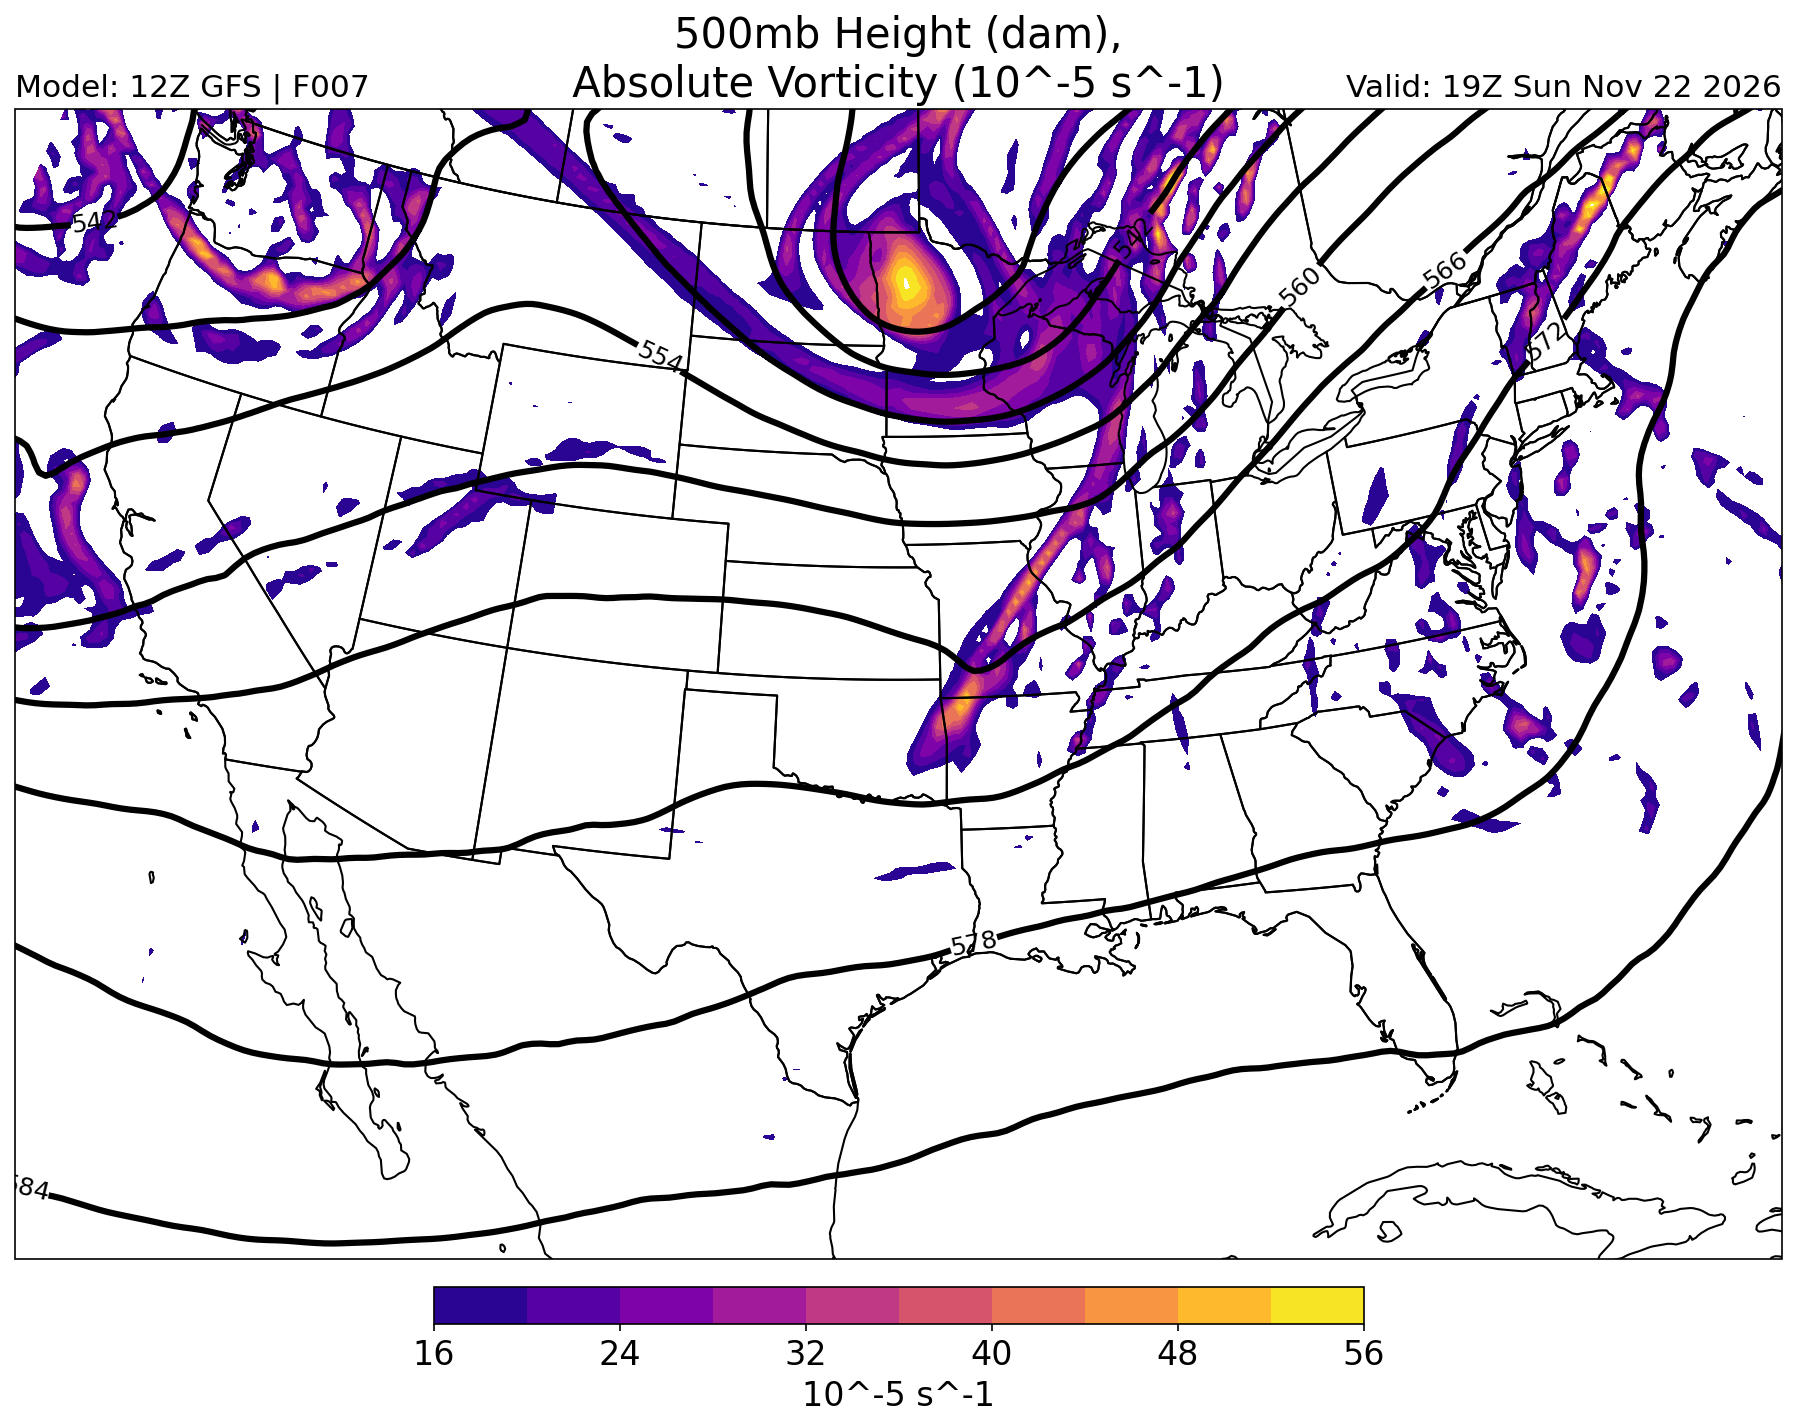 500mb Height (dam),
Absolute Vorticity (10^-5 s^-1)
Model: 12Z GFS | F007
Valid: 19Z Sun Nov 22 2026
542
542
560
566
554
572
578
584
16 24 32 40 48 56
10^-5 s^-1